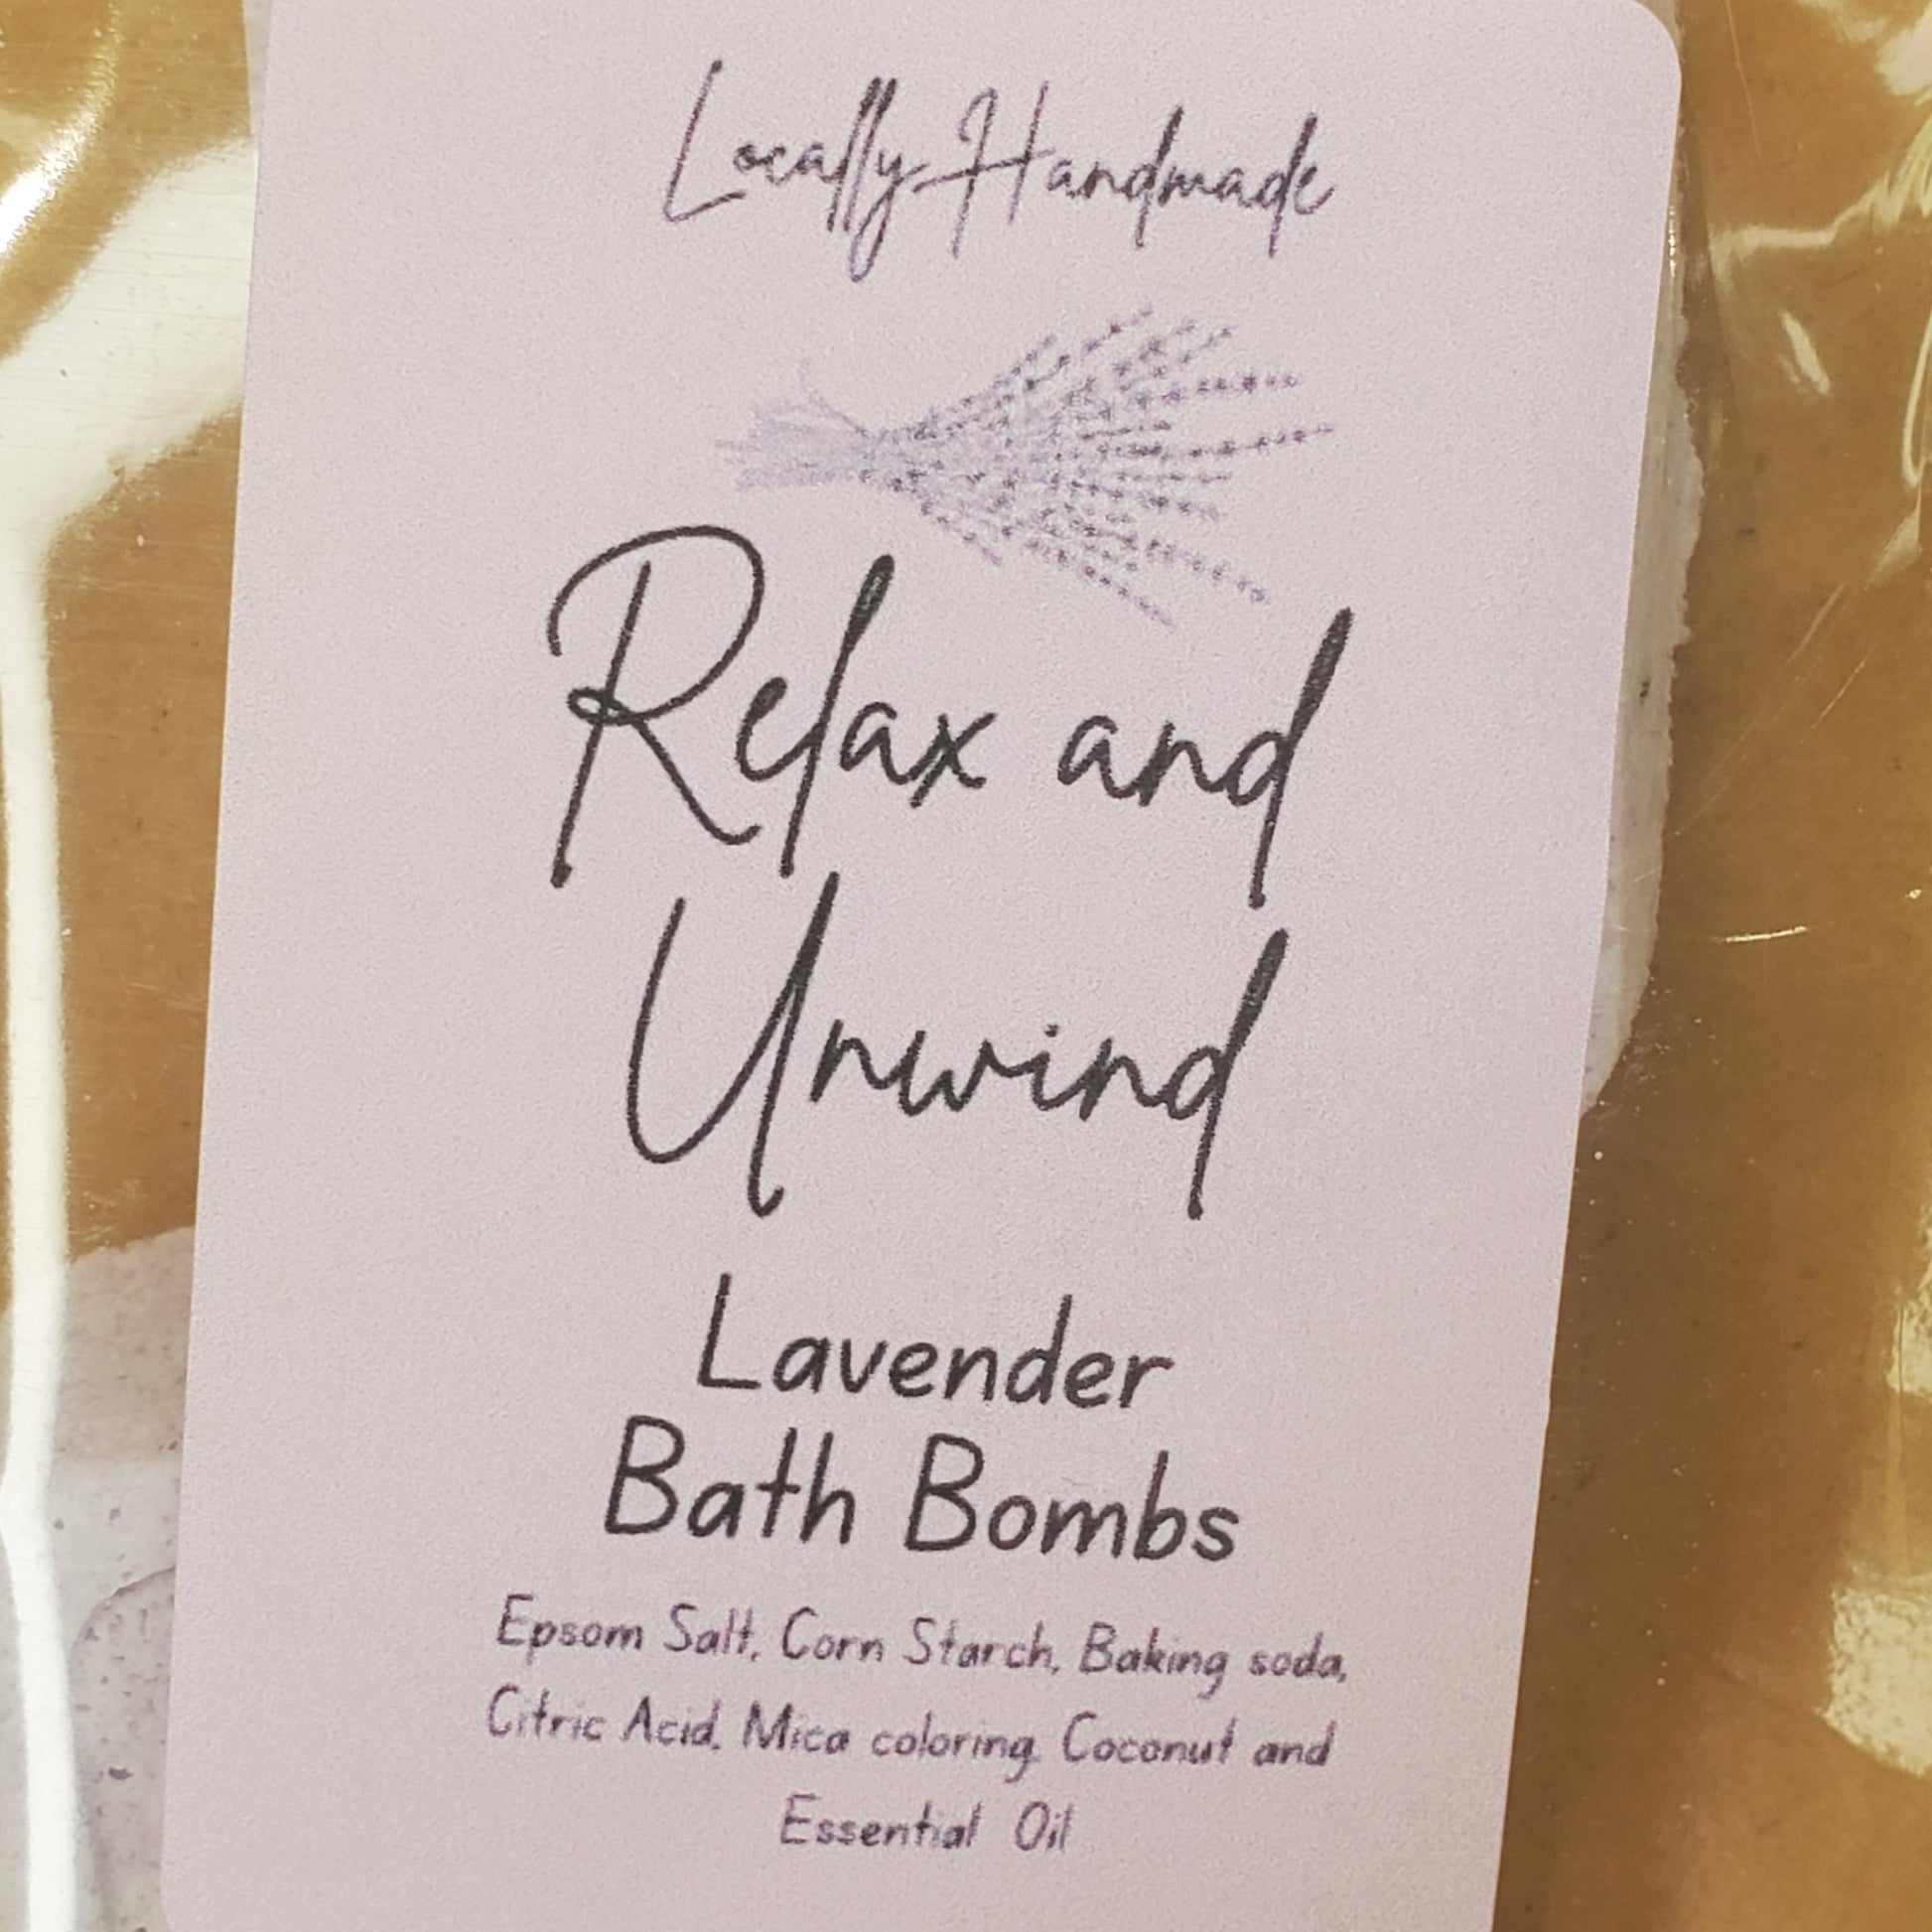 Locally Handmade
Relax and
Unwind
Lavender
Bath Bombs
Epsom Salt, Corn Starch, Baking soda,
Citric Acid, Mica coloring, Coconut and
Essential Oil